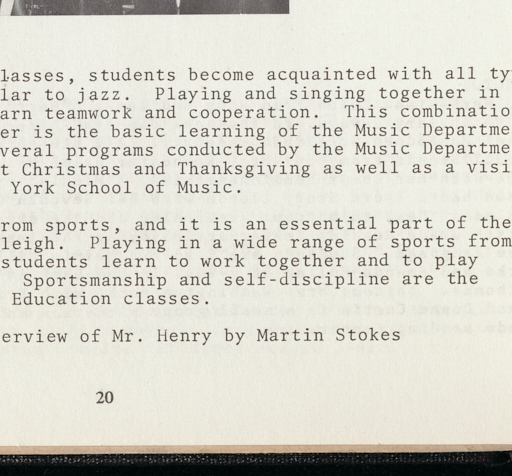 lasses, students become acquainted with all ty
lar to jazz. Playing and singing together in
arn teamwork and cooperation. This combinatio
er is the basic learning of the Music Departme
veral programs conducted by the Music Departme
t Christmas and Thanksgiving as well as a visi
York School of Music.
rom sports, and it is an essential part of the
leigh. Playing in a wide range of sports from
students learn to work together and to play
Sportsmanship and self-discipline are the
Education classes.
erview of Mr. Henry by Martin Stokes
20